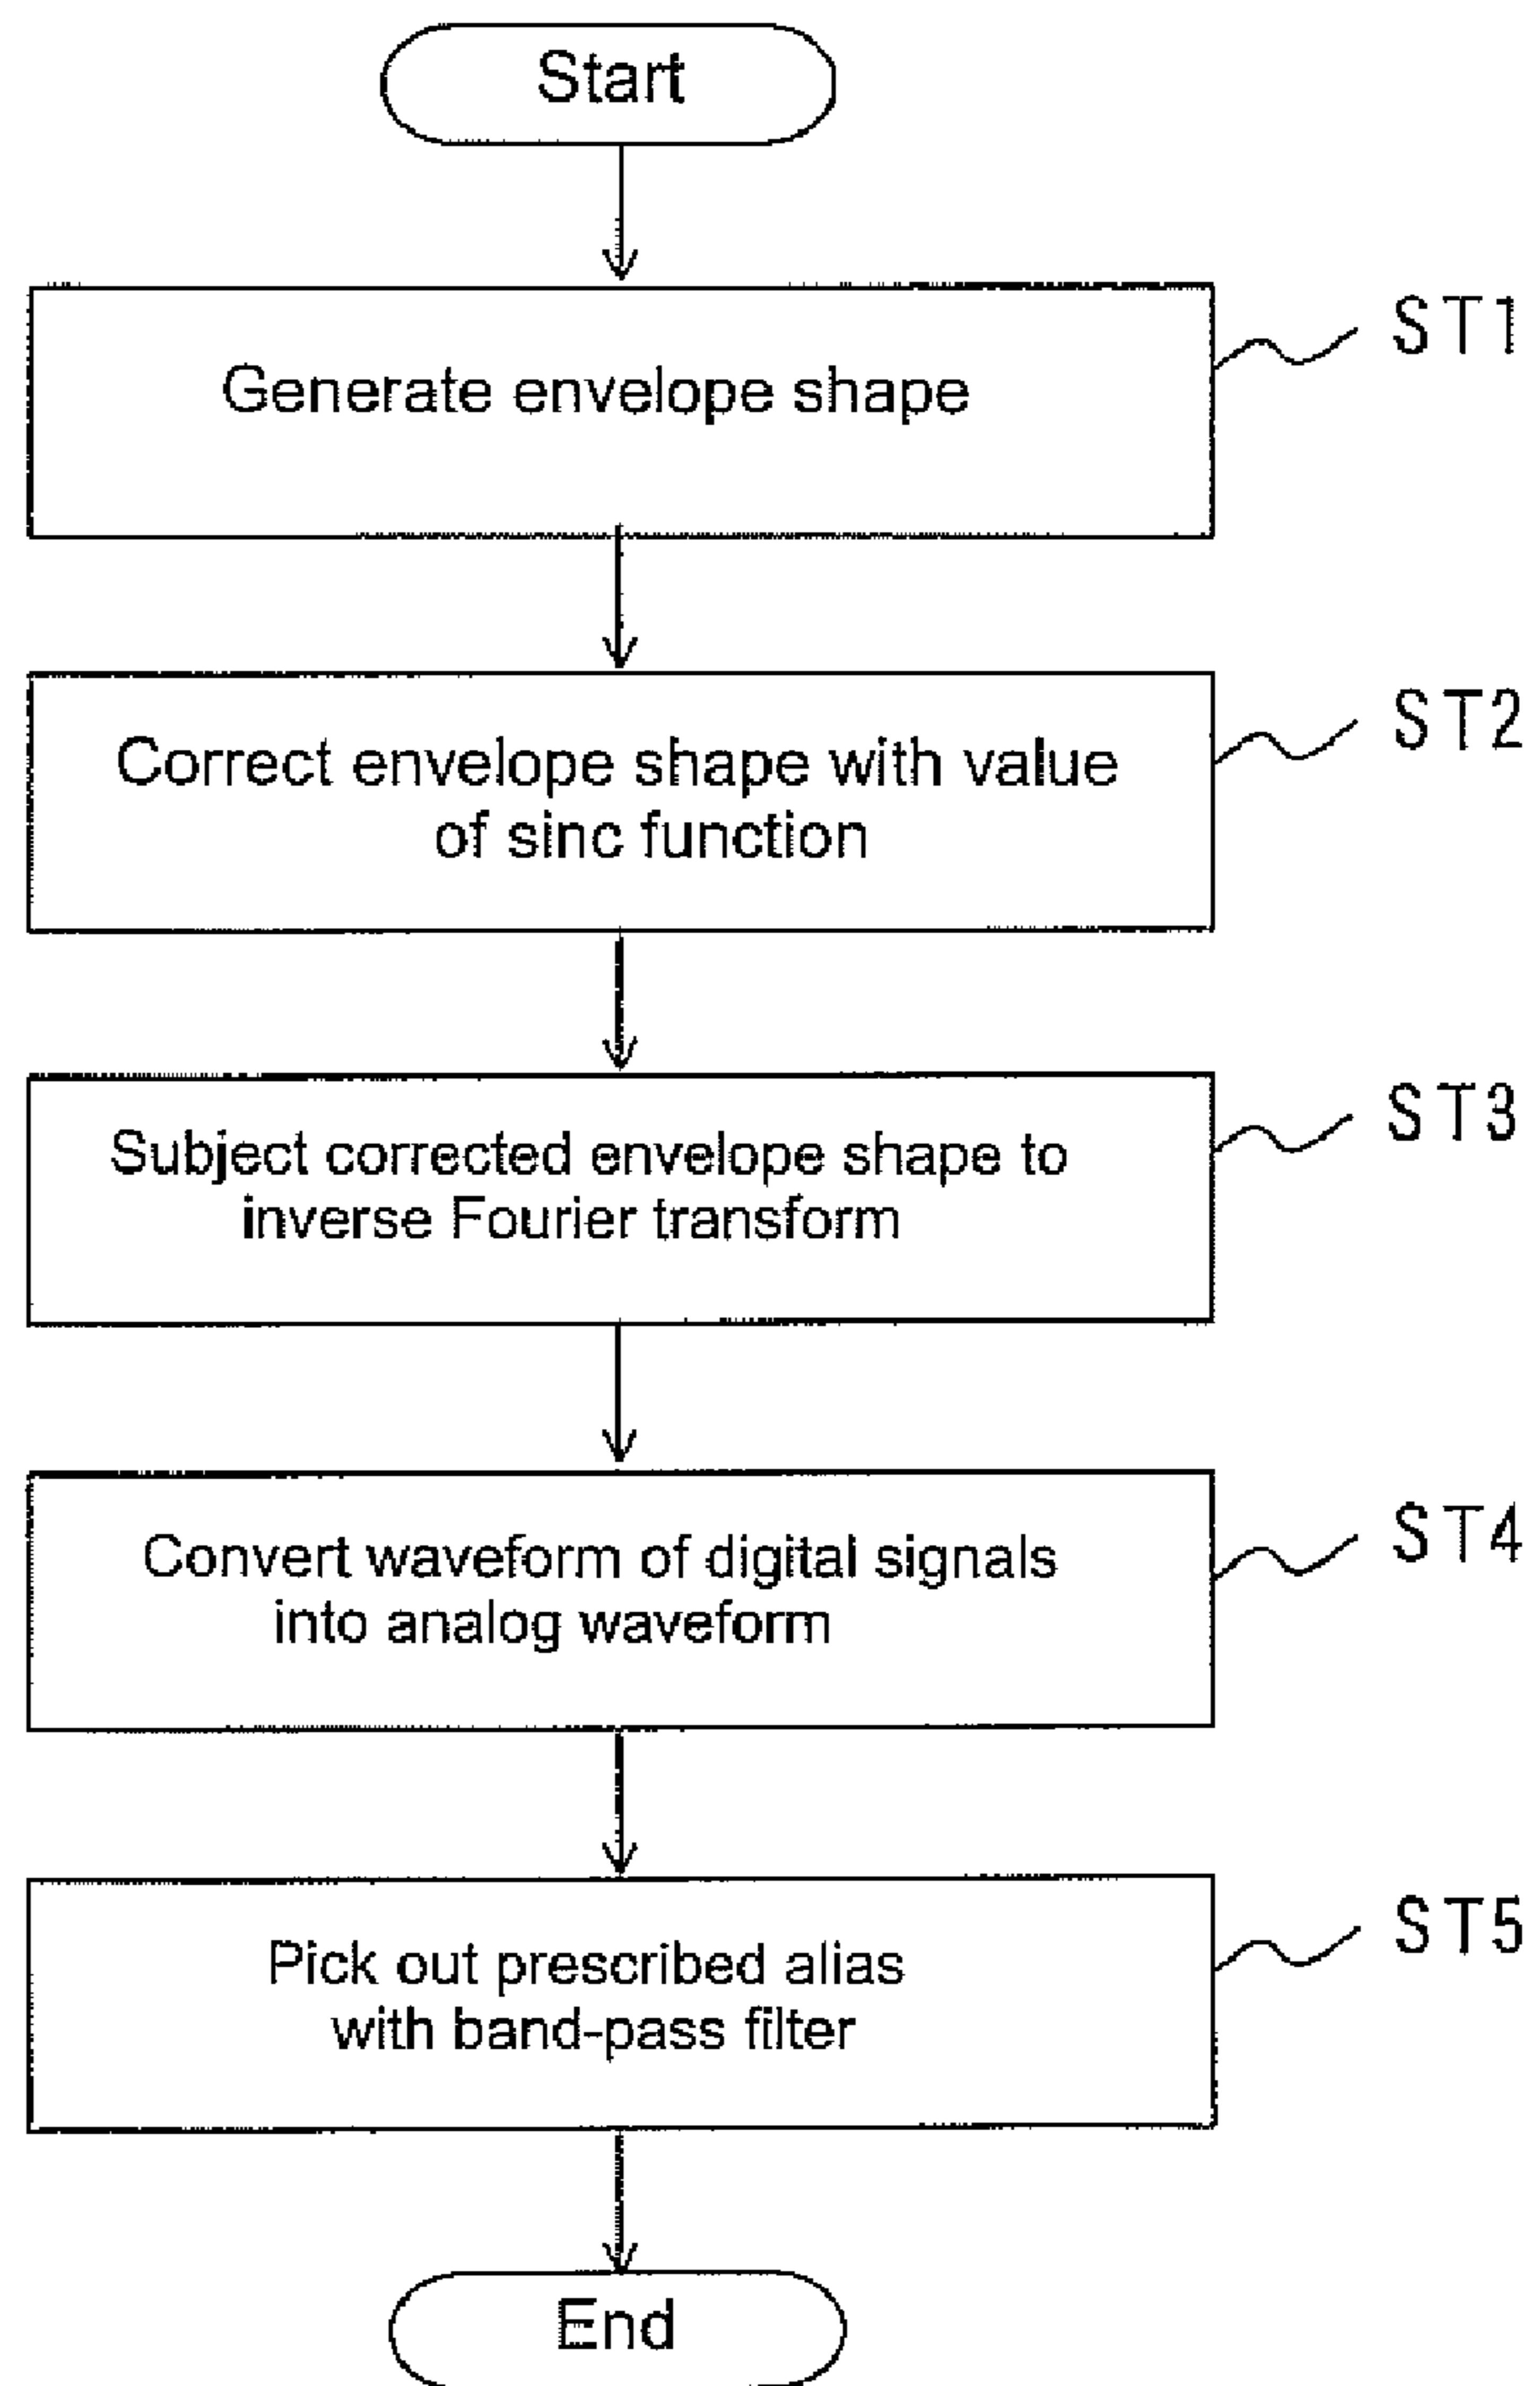 Start
Generate envelope shape
ST1
Correct envelope shape with value
of sinc function
ST2
Subject corrected envelope shape to
inverse Fourier transform
ST3
Convert waveform of digital signals
into analog waveform
ST4
Pick out prescribed alias
with band-pass filter
ST5
End